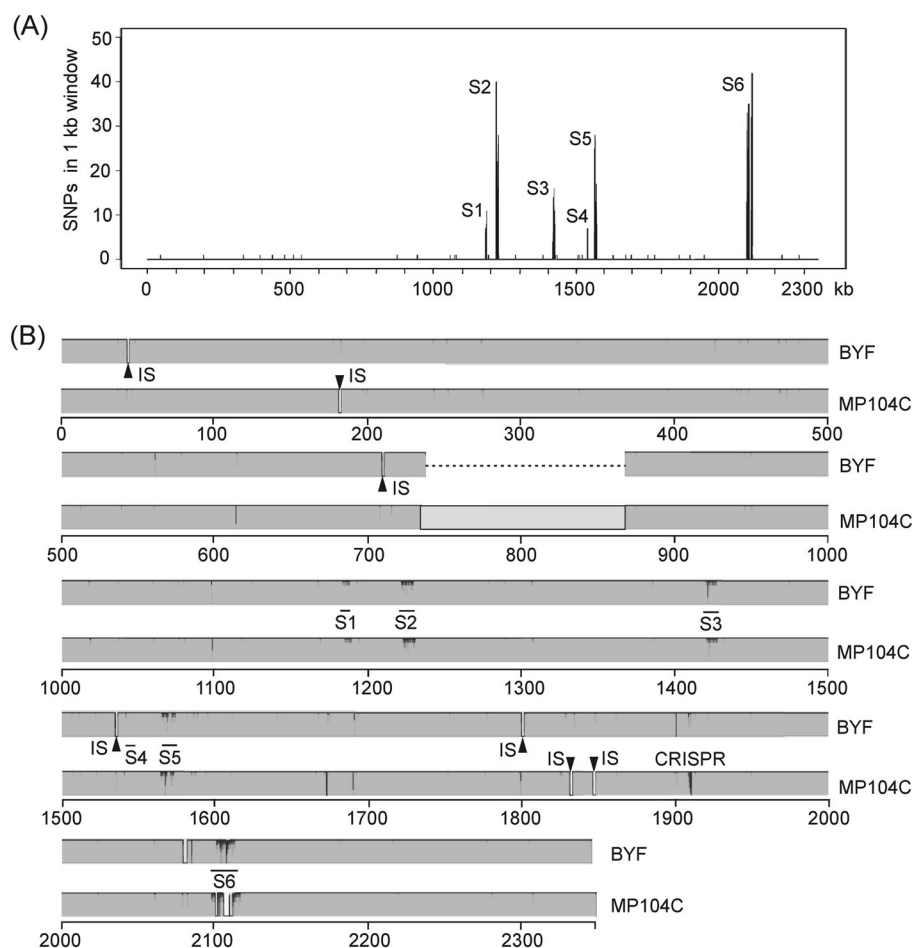 (A)
SNPs in 1 kb window
50
40
30
20
10
0
S1
S2
S3
S4
S5
S6
0 500 1000 1500 2000 2300 kb
(B)
BYF
IS IS
MP104C
0 100 200 300 400 500
BYF
IS
MP104C
500 600 700 800 900 1000
BYF
S1 S2 S3
MP104C
1000 1100 1200 1300 1400 1500
BYF
IS S4 S5 IS IS IS CRISPR
MP104C
1500 1600 1700 1800 1900 2000
BYF
S6
MP104C
2000 2100 2200 2300